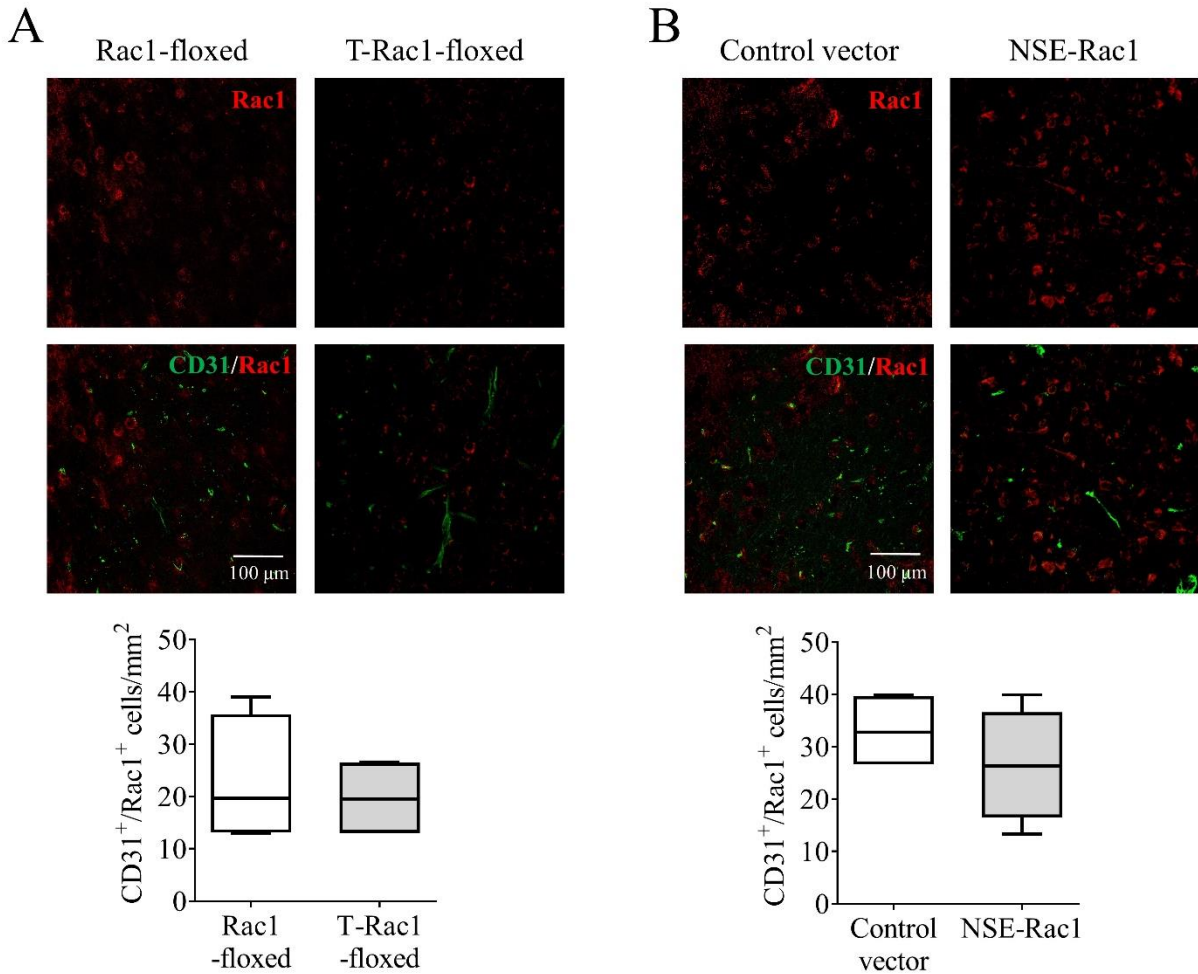 A
Rac1-floxed
T-Rac1-floxed
Rac1
CD31/Rac1
100 μm
CD31+/Rac1+ cells/mm2
50
40
30
20
10
0
Rac1
-floxed
T-Rac1
-floxed
B
Control vector
NSE-Rac1
Rac1
CD31/Rac1
100 μm
CD31+/Rac1+ cells/mm2
50
40
30
20
10
0
Control
vector
NSE-Rac1